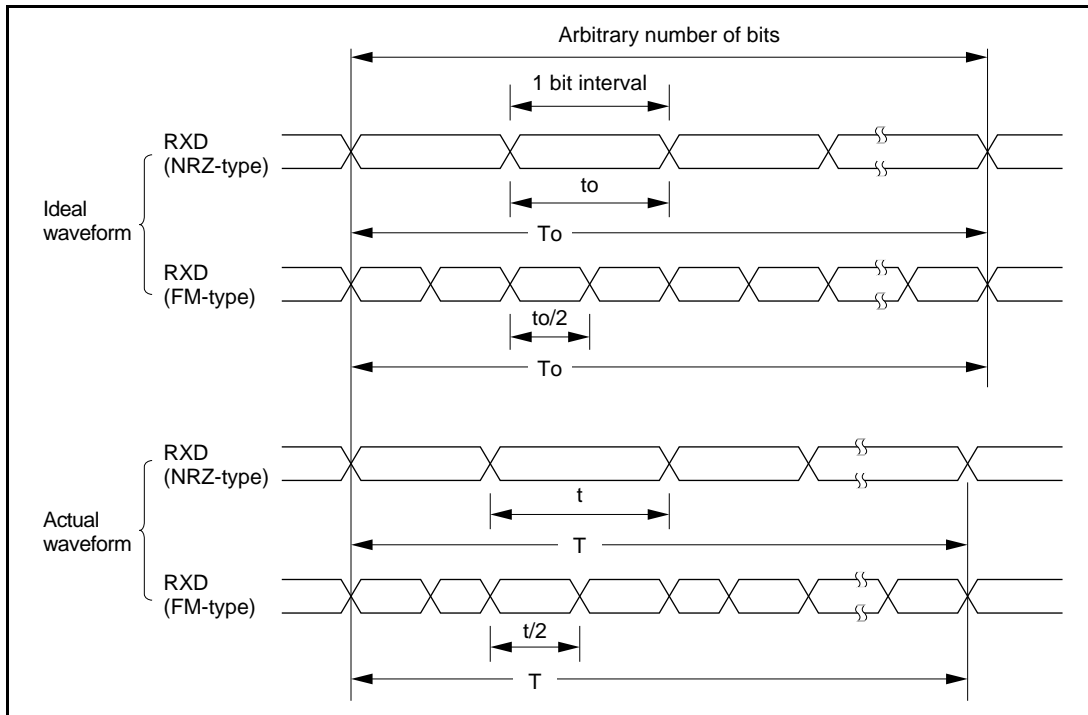 Arbitrary number of bits
1 bit interval
RXD
(NRZ-type)
to
To
Ideal
waveform
RXD
(FM-type)
to/2
To
RXD
(NRZ-type)
t
T
Actual
waveform
RXD
(FM-type)
t/2
T